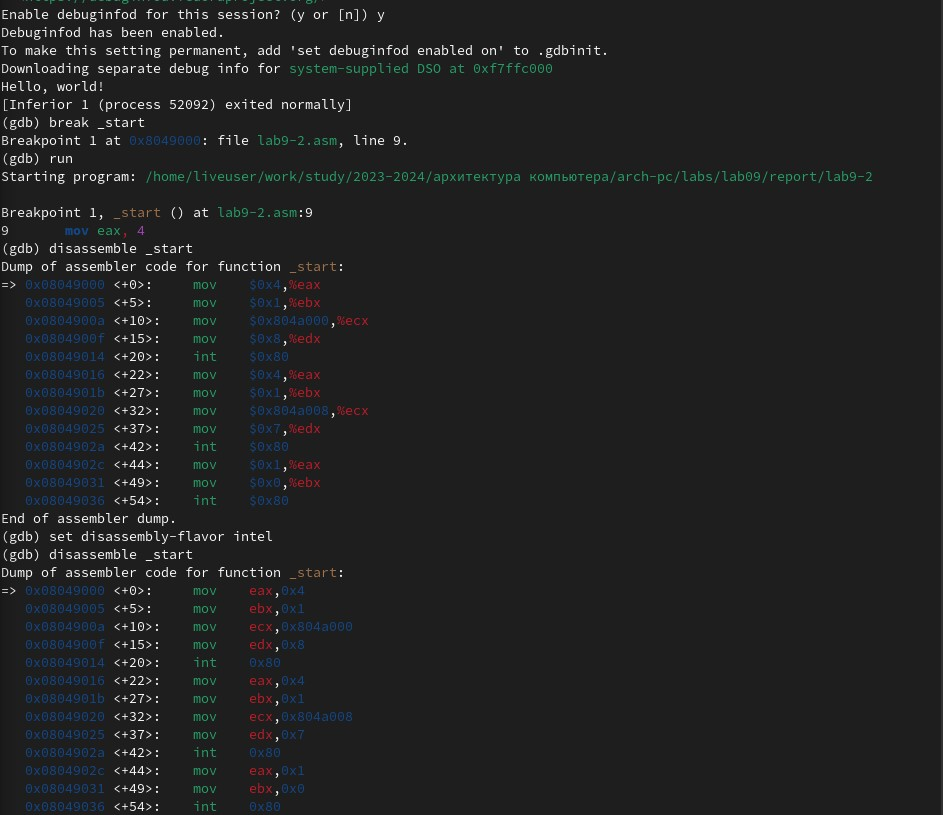 Enable debuginfod for this session? (y or [n]) y
Debuginfod has been enabled.
To make this setting permanent, add 'set debuginfod enabled on' to .gdbinit.
Downloading separate debug info for system-supplied DSO at 0xf7ffc000
Hello, world!
[Inferior 1 (process 52092) exited normally]
(gdb) break _start
Breakpoint 1 at 0x8049000: file lab9-2.asm, line 9.
(gdb) run
Starting program: /home/liveuser/work/study/2023-2024/архитектура компьютера/arch-pc/labs/lab09/report/lab9-2
Breakpoint 1, _start () at lab9-2.asm:9
9       mov eax, 4
(gdb) disassemble _start
Dump of assembler code for function _start:
=> 0x08049000 <+0>:     mov    $0x4,%eax
   0x08049005 <+5>:     mov    $0x1,%ebx
   0x0804900a <+10>:    mov    $0x804a000,%ecx
   0x0804900f <+15>:    mov    $0x8,%edx
   0x08049014 <+20>:    int    $0x80
   0x08049016 <+22>:    mov    $0x4,%eax
   0x0804901b <+27>:    mov    $0x1,%ebx
   0x08049020 <+32>:    mov    $0x804a008,%ecx
   0x08049025 <+37>:    mov    $0x7,%edx
   0x0804902a <+42>:    int    $0x80
   0x0804902c <+44>:    mov    $0x1,%eax
   0x08049031 <+49>:    mov    $0x0,%ebx
   0x08049036 <+54>:    int    $0x80
End of assembler dump.
(gdb) set disassembly-flavor intel
(gdb) disassemble _start
Dump of assembler code for function _start:
=> 0x08049000 <+0>:     mov    eax,0x4
   0x08049005 <+5>:     mov    ebx,0x1
   0x0804900a <+10>:    mov    ecx,0x804a000
   0x0804900f <+15>:    mov    edx,0x8
   0x08049014 <+20>:    int    0x80
   0x08049016 <+22>:    mov    eax,0x4
   0x0804901b <+27>:    mov    ebx,0x1
   0x08049020 <+32>:    mov    ecx,0x804a008
   0x08049025 <+37>:    mov    edx,0x7
   0x0804902a <+42>:    int    0x80
   0x0804902c <+44>:    mov    eax,0x1
   0x08049031 <+49>:    mov    ebx,0x0
   0x08049036 <+54>:    int    0x80